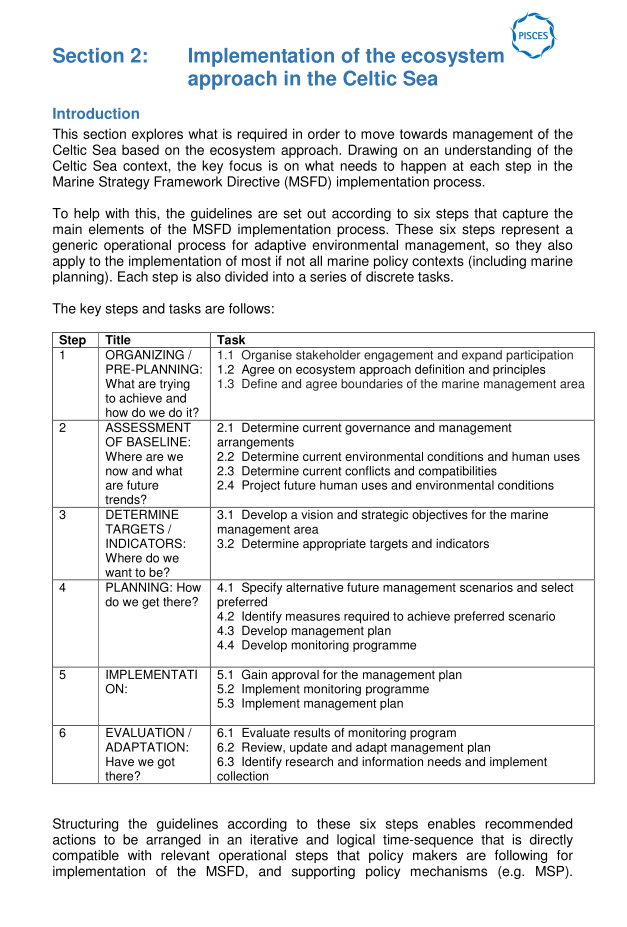 PISCES
Section 2: Implementation of the ecosystem
approach in the Celtic Sea
Introduction
This section explores what is required in order to move towards management of the
Celtic Sea based on the ecosystem approach. Drawing on an understanding of the
Celtic Sea context, the key focus is on what needs to happen at each step in the
Marine Strategy Framework Directive (MSFD) implementation process.
To help with this, the guidelines are set out according to six steps that capture the
main elements of the MSFD implementation process. These six steps represent a
generic operational process for adaptive environmental management, so they also
apply to the implementation of most if not all marine policy contexts (including marine
planning). Each step is also divided into a series of discrete tasks.
The key steps and tasks are follows:
Step Title Task
1
ORGANIZING /
PRE-PLANNING:
What are trying
to achieve and
how do we do it?
1.1 Organise stakeholder engagement and expand participation
1.2 Agree on ecosystem approach definition and principles
1.3 Define and agree boundaries of the marine management area
2
ASSESSMENT
OF BASELINE:
Where are we
now and what
are future
trends?
2.1 Determine current governance and management
arrangements
2.2 Determine current environmental conditions and human uses
2.3 Determine current conflicts and compatibilities
2.4 Project future human uses and environmental conditions
3
DETERMINE
TARGETS /
INDICATORS:
Where do we
want to be?
3.1 Develop a vision and strategic objectives for the marine
management area
3.2 Determine appropriate targets and indicators
4
PLANNING: How
do we get there?
4.1 Specify alternative future management scenarios and select
preferred
4.2 Identify measures required to achieve preferred scenario
4.3 Develop management plan
4.4 Develop monitoring programme
5
IMPLEMENTATI
ON:
5.1 Gain approval for the management plan
5.2 Implement monitoring programme
5.3 Implement management plan
6
EVALUATION /
ADAPTATION:
Have we got
there?
6.1 Evaluate results of monitoring program
6.2 Review, update and adapt management plan
6.3 Identify research and information needs and implement
collection
Structuring the guidelines according to these six steps enables recommended
actions to be arranged in an iterative and logical time-sequence that is directly
compatible with relevant operational steps that policy makers are following for
implementation of the MSFD, and supporting policy mechanisms (e.g. MSP).